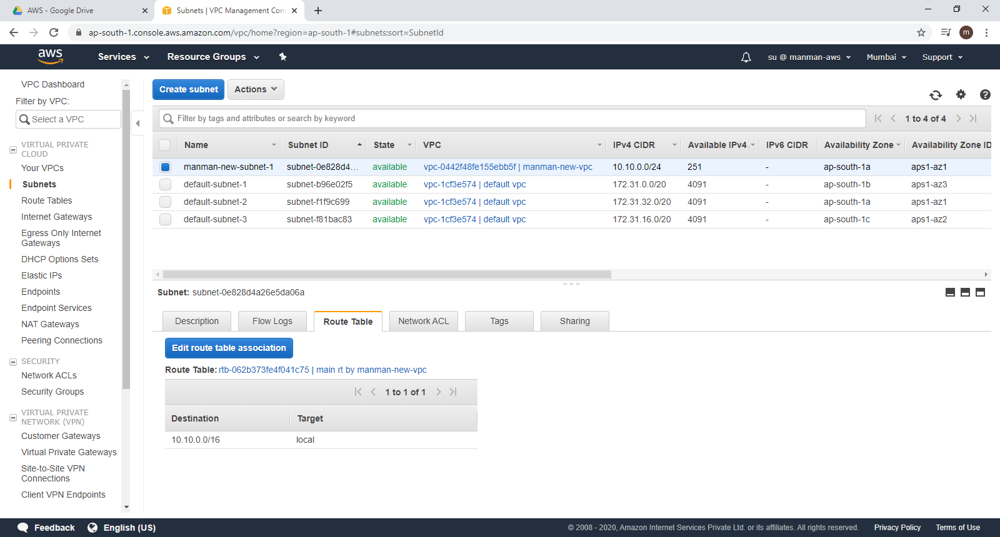 AWS - Google Drive
Subnets | VPC Management Con
ap-south-1.console.aws.amazon.com/vpc/home?region=ap-south-1#subnets:sort=SubnetId
m
aws
Services
Resource Groups
su @ manman-aws
Mumbai
Support
VPC Dashboard
Filter by VPC:
Select a VPC
VIRTUAL PRIVATE
CLOUD
Your VPCs
Subnets
Route Tables
Internet Gateways
Egress Only Internet
Gateways
DHCP Options Sets
Elastic IPs
Endpoints
Endpoint Services
NAT Gateways
Peering Connections
SECURITY
Network ACLs
Security Groups
VIRTUAL PRIVATE
NETWORK (VPN)
Customer Gateways
Virtual Private Gateways
Site-to-Site VPN
Connections
Client VPN Endpoints
Create subnet Actions
Filter by tags and attributes or search by keyword
1 to 4 of 4
Name Subnet ID State VPC IPv4 CIDR Available IPv4 IPv6 CIDR Availability Zone Availability Zone ID
manman-new-subnet-1 subnet-0e828d4... available vpc-0442f48fe155ebb5f | manman-new-vpc 10.10.0.0/24 251 - ap-south-1a aps1-az1
default-subnet-1 subnet-b96e02f5 available vpc-1cf3e574 | default vpc 172.31.0.0/20 4091 - ap-south-1b aps1-az3
default-subnet-2 subnet-f1f9c699 available vpc-1cf3e574 | default vpc 172.31.32.0/20 4091 - ap-south-1a aps1-az1
default-subnet-3 subnet-f81bac83 available vpc-1cf3e574 | default vpc 172.31.16.0/20 4091 - ap-south-1c aps1-az2
Subnet: subnet-0e828d4a26e5da06a
Description Flow Logs Route Table Network ACL Tags Sharing
Edit route table association
Route Table: rtb-062b373fe4f041c75 | main rt by manman-new-vpc
1 to 1 of 1
Destination Target
10.10.0.0/16 local
Feedback
English (US)
© 2008 - 2020, Amazon Internet Services Private Ltd. or its affiliates. All rights reserved.
Privacy Policy
Terms of Use